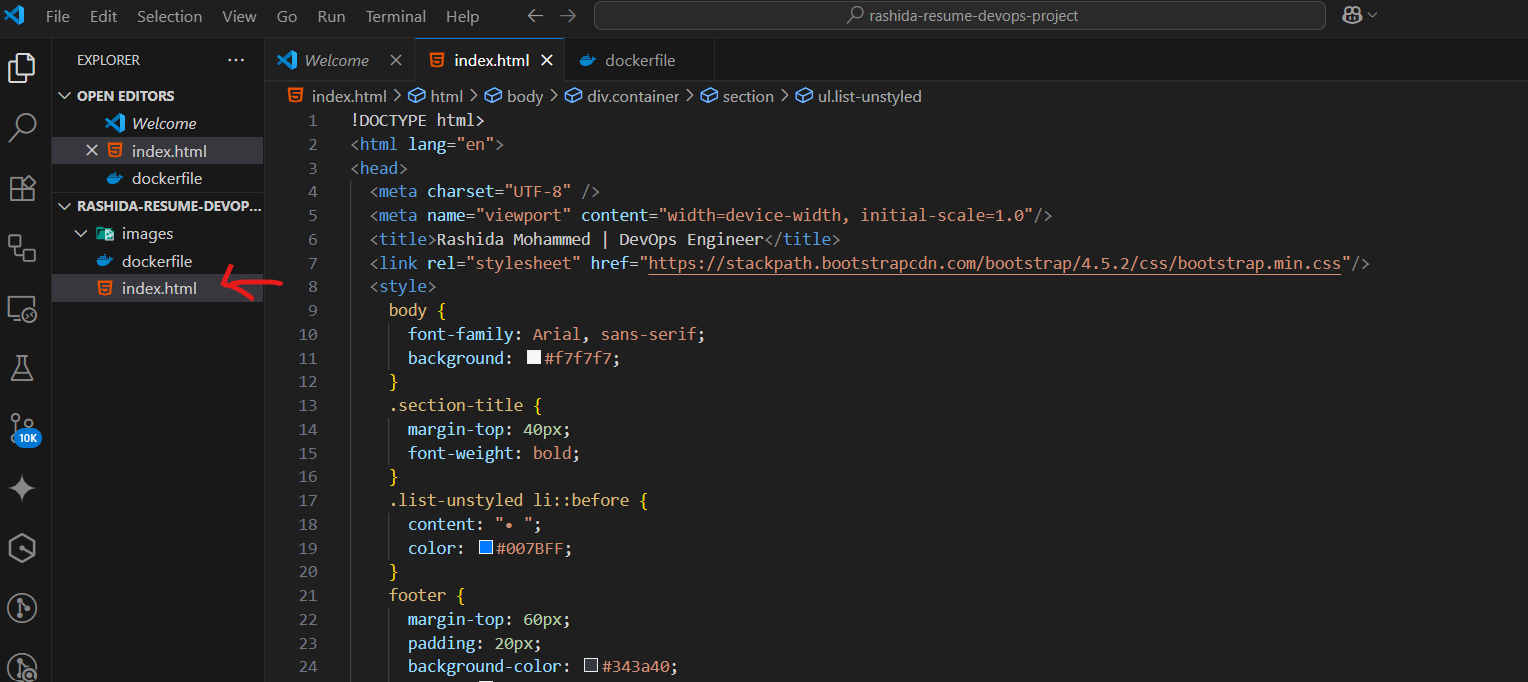 File Edit Selection View Go Run Terminal Help
rashida-resume-devops-project
EXPLORER
OPEN EDITORS
Welcome
index.html
dockerfile
RASHIDA-RESUME-DEVOP...
images
dockerfile
index.html
10K
Welcome
index.html
dockerfile
index.html > html > body > div.container > section > ul.list-unstyled
1 !DOCTYPE html>
2 <html lang="en">
3 <head>
4 <meta charset="UTF-8" />
5 <meta name="viewport" content="width=device-width, initial-scale=1.0"/>
6 <title>Rashida Mohammed | DevOps Engineer</title>
7 <link rel="stylesheet" href="https://stackpath.bootstrapcdn.com/bootstrap/4.5.2/css/bootstrap.min.css"/>
8 <style>
9 body {
10 font-family: Arial, sans-serif;
11 background: #f7f7f7;
12 }
13 .section-title {
14 margin-top: 40px;
15 font-weight: bold;
16 }
17 .list-unstyled li::before {
18 content: "• ";
19 color: #007BFF;
20 }
21 footer {
22 margin-top: 60px;
23 padding: 20px;
24 background-color: #343a40;